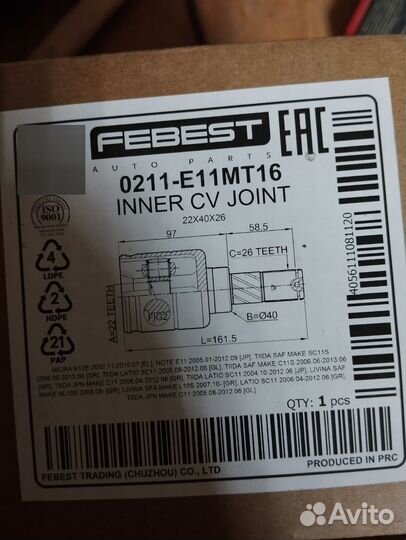 FEBEST
AUTO PARTS
EAC
0211-E11MT16
INNER CV JOINT
22X40X26
ISO
9001
4
LDPE
2
HDPE
21
PAP
97
58.5
C=26 TEETH
A=22 TEETH
FIG2
B=Ø40
L=161.5
4056111081120
MICRA K12E 2002.11-2010.07 [EL], NOTE E11 2005.01-2012.09 [JP], TIIDA SAF MAKE SC11S
2006.06-2013.06 [GR], TIIDA LATIO SC11 2005.08-2012.06 [GL], TIIDA SAF MAKE C11S 2006.06-2013.06
[GR], TIIDA JPN MAKE C11 2006.04-2012.06 [GR], TIIDA LATIO SC11 2004.10-2012.06 [JP], LIVINA SAF
MAKE NL10S 2008.08- [GR], LIVINA SPA MAKE L10S 2007.10- [GR], LATIO SC11 2006.04-2012.06 [GR],
TIIDA JPN MAKE C11 2005.08-2012.06 [GL]
QTY: 1 pcs
FEBEST TRADING (CHUZHOU) CO., LTD
PRODUCED IN PRC
Avito